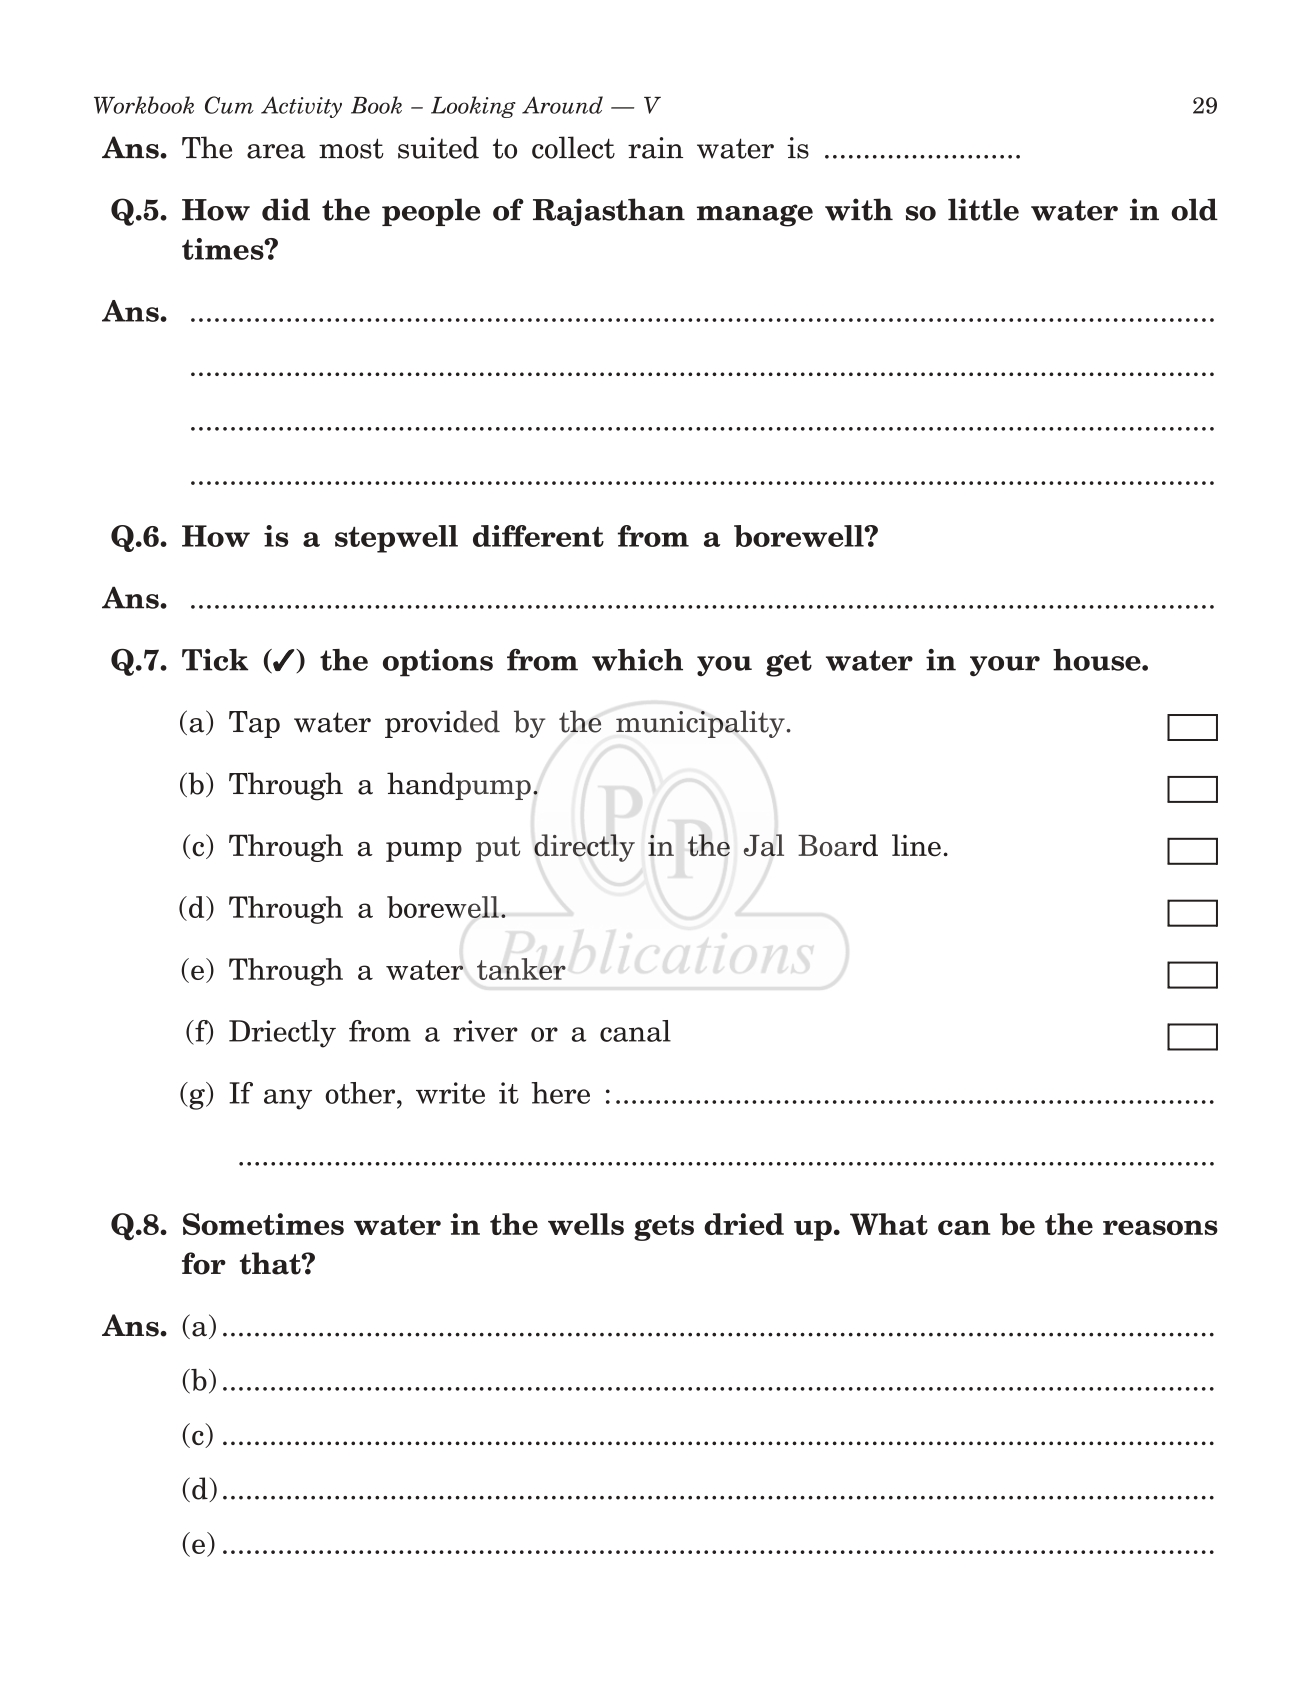 Workbook Cum Activity Book – Looking Around — V 29
Ans. The area most suited to collect rain water is .........................
Q.5. How did the people of Rajasthan manage with so little water in old
times?
Ans. ................................................................................................................................
................................................................................................................................
................................................................................................................................
................................................................................................................................
Q.6. How is a stepwell different from a borewell?
Ans. ................................................................................................................................
Q.7. Tick (✓) the options from which you get water in your house.
(a) Tap water provided by the municipality.
(b) Through a handpump.
(c) Through a pump put directly in the Jal Board line.
(d) Through a borewell.
(e) Through a water tanker
(f) Driectly from a river or a canal
(g) If any other, write it here :...........................................................................
..........................................................................................................................
Q.8. Sometimes water in the wells gets dried up. What can be the reasons
for that?
Ans. (a)............................................................................................................................
(b)............................................................................................................................
(c) ............................................................................................................................
(d)............................................................................................................................
(e) ............................................................................................................................
P P
Publications